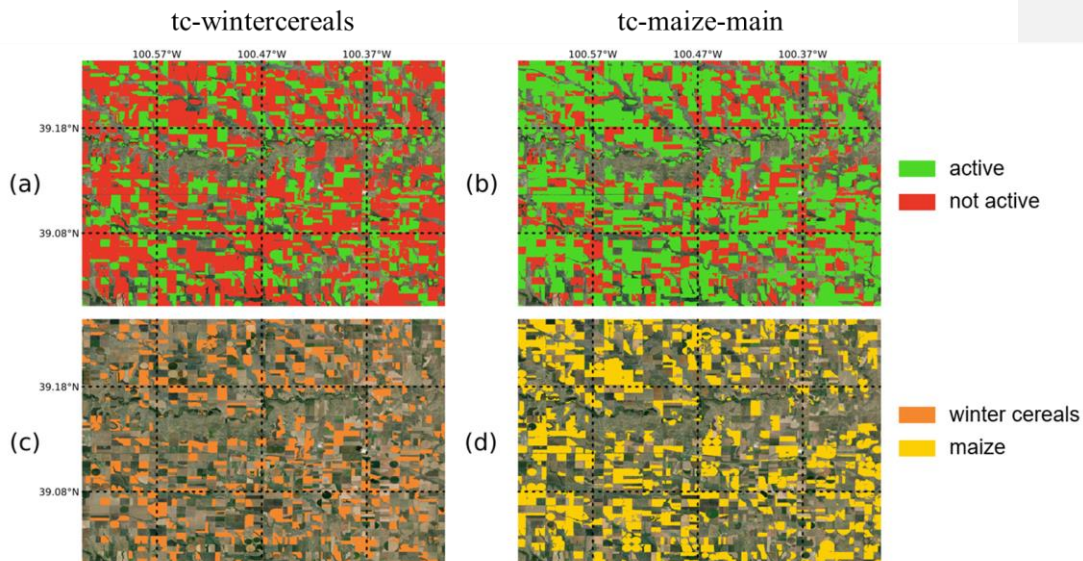 tc-wintercereals
tc-maize-main
100.57°W 100.47°W 100.37°W
100.57°W 100.47°W 100.37°W
39.18°N
(a)
(b)
39.08°N
active
not active
39.18°N
(c)
(d)
39.08°N
winter cereals
maize